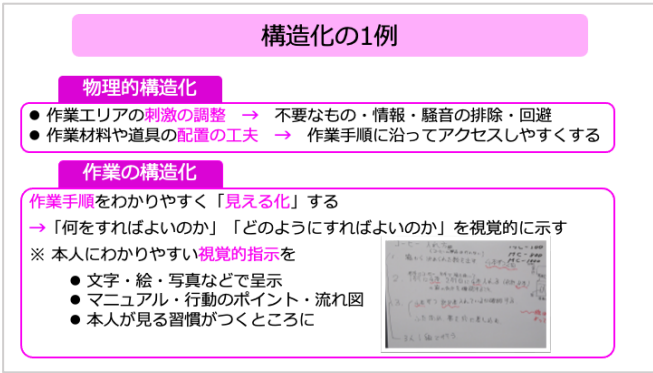 構造化の1例
物理的構造化
● 作業エリアの刺激の調整 → 不要なもの・情報・騒音の排除・回避
● 作業材料や道具の配置の工夫 → 作業手順に沿ってアクセスしやすくする
作業の構造化
作業手順をわかりやすく「見える化」する
→「何をすればよいのか」「どのようにすればよいのか」を視覚的に示す
※ 本人にわかりやすい視覚的指示を
● 文字・絵・写真などで呈示
● マニュアル・行動のポイント・流れ図
● 本人が見る習慣がつくところに